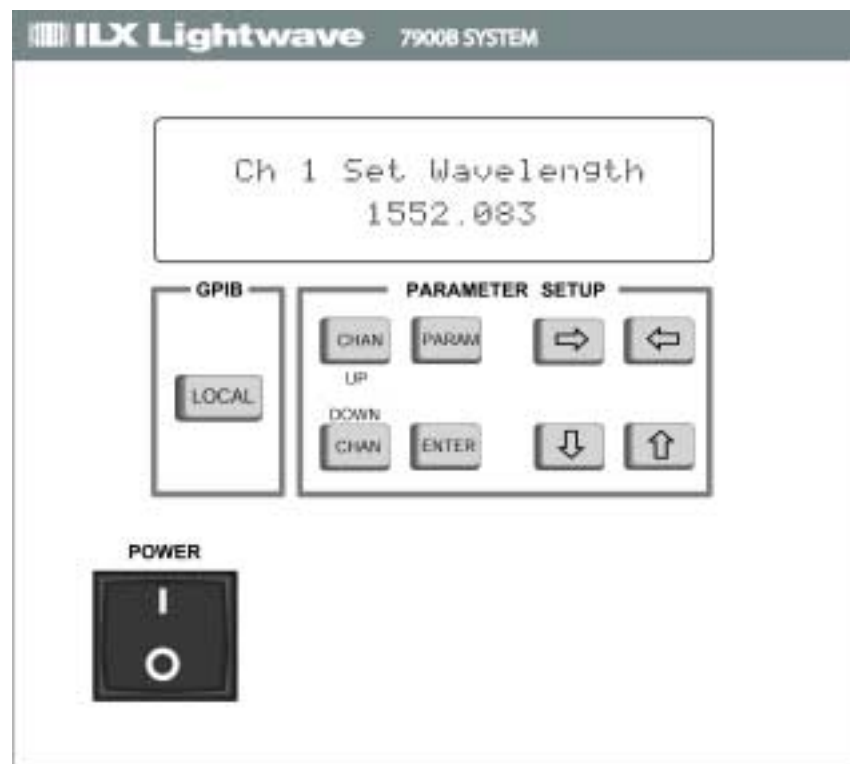 ILX Lightwave 7900B SYSTEM
Ch 1 Set Wavelength
1552.083
GPIB
PARAMETER SETUP
CHAN
PARAM
UP
LOCAL
DOWN
CHAN
ENTER
POWER
I
O